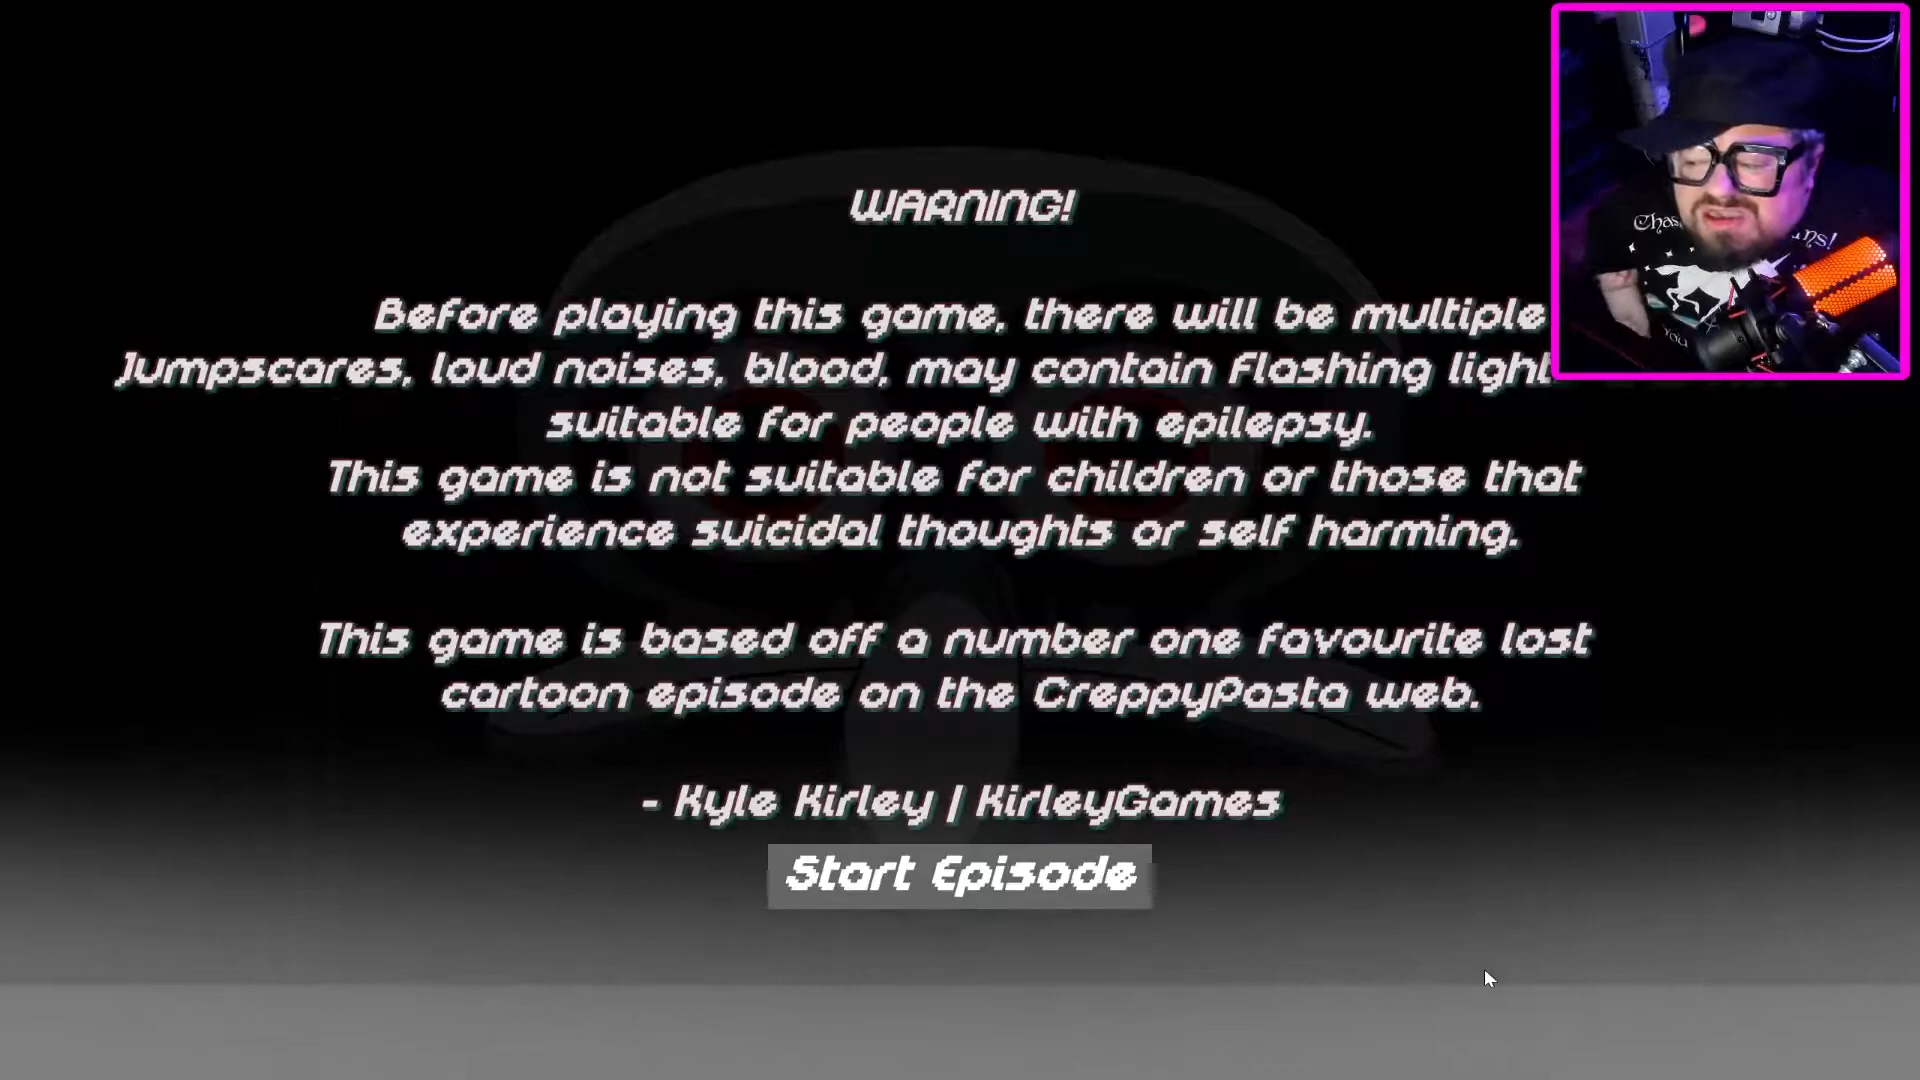 WARNING!
Before playing this game, there will be multiple
Jumpscares, loud noises, blood, may contain flashing light
suitable for people with epilepsy.
This game is not suitable for children or those that
experience suicidal thoughts or self harming.
This game is based off a number one favourite lost
cartoon episode on the CreppyPasta web.
- Kyle Kirley | KirleyGames
Start Episode